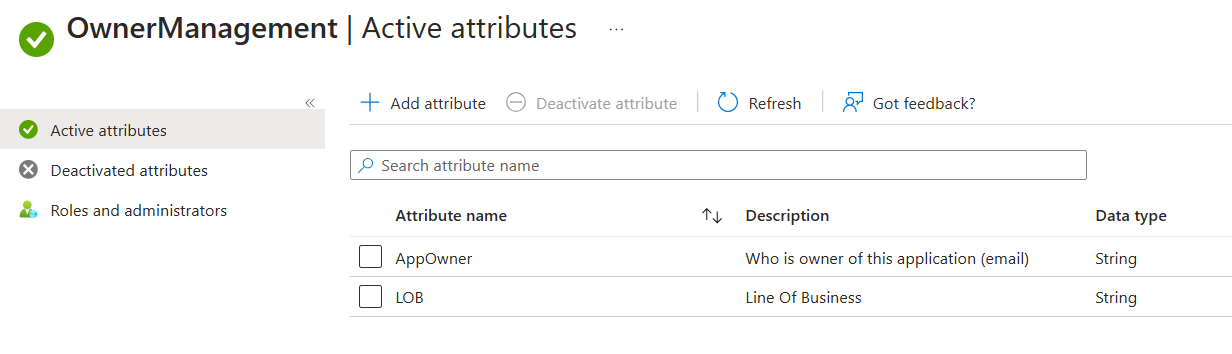 OwnerManagement | Active attributes ...
«
Active attributes
Deactivated attributes
Roles and administrators
Add attribute
Deactivate attribute
Refresh
Got feedback?
Search attribute name
Attribute name ↑↓ Description Data type
AppOwner Who is owner of this application (email) String
LOB Line Of Business String